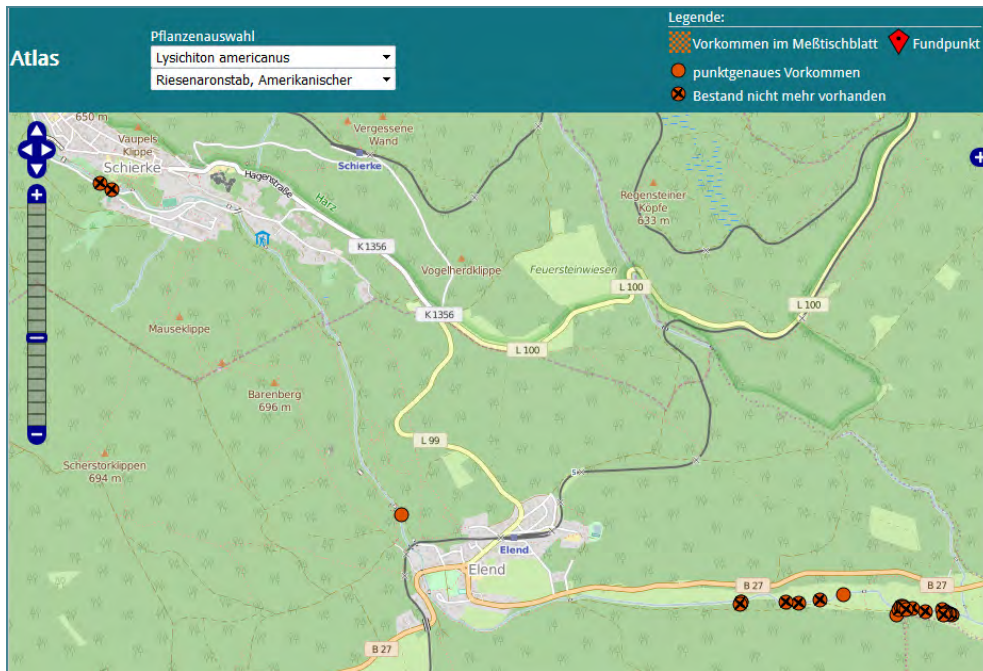 Atlas
Pflanzenauswahl
Lysichiton americanus
Riesenaronstab, Amerikanischer
Legende:
Vorkommen im Meßtischblatt
Fundpunkt
punktgenaues Vorkommen
Bestand nicht mehr vorhanden
650 m
Vaupels
Klippe
Schierke
Vergessene
Wand
Schierke
Hagenstraße
Harz
Regensteiner
Köpfe
633 m
K 1356
Vogelherdklippe
Feuersteinwiesen
L 100
L 100
K 1356
Mauseklippe
L 100
Barenberg
696 m
L 99
Scherstorklippen
694 m
Elend
Elend
B 27
B 27
B 27